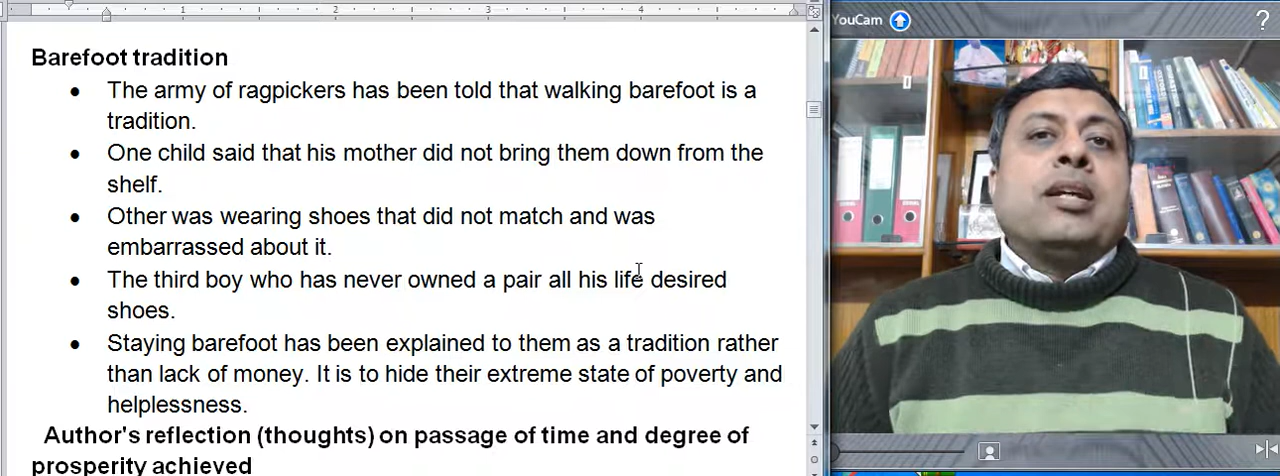 1 2 3 4
YouCam ?
Barefoot tradition
• The army of ragpickers has been told that walking barefoot is a
tradition.
• One child said that his mother did not bring them down from the
shelf.
• Other was wearing shoes that did not match and was
embarrassed about it.
• The third boy who has never owned a pair all his life desired
shoes.
• Staying barefoot has been explained to them as a tradition rather
than lack of money. It is to hide their extreme state of poverty and
helplessness.
Author's reflection (thoughts) on passage of time and degree of
prosperity achieved